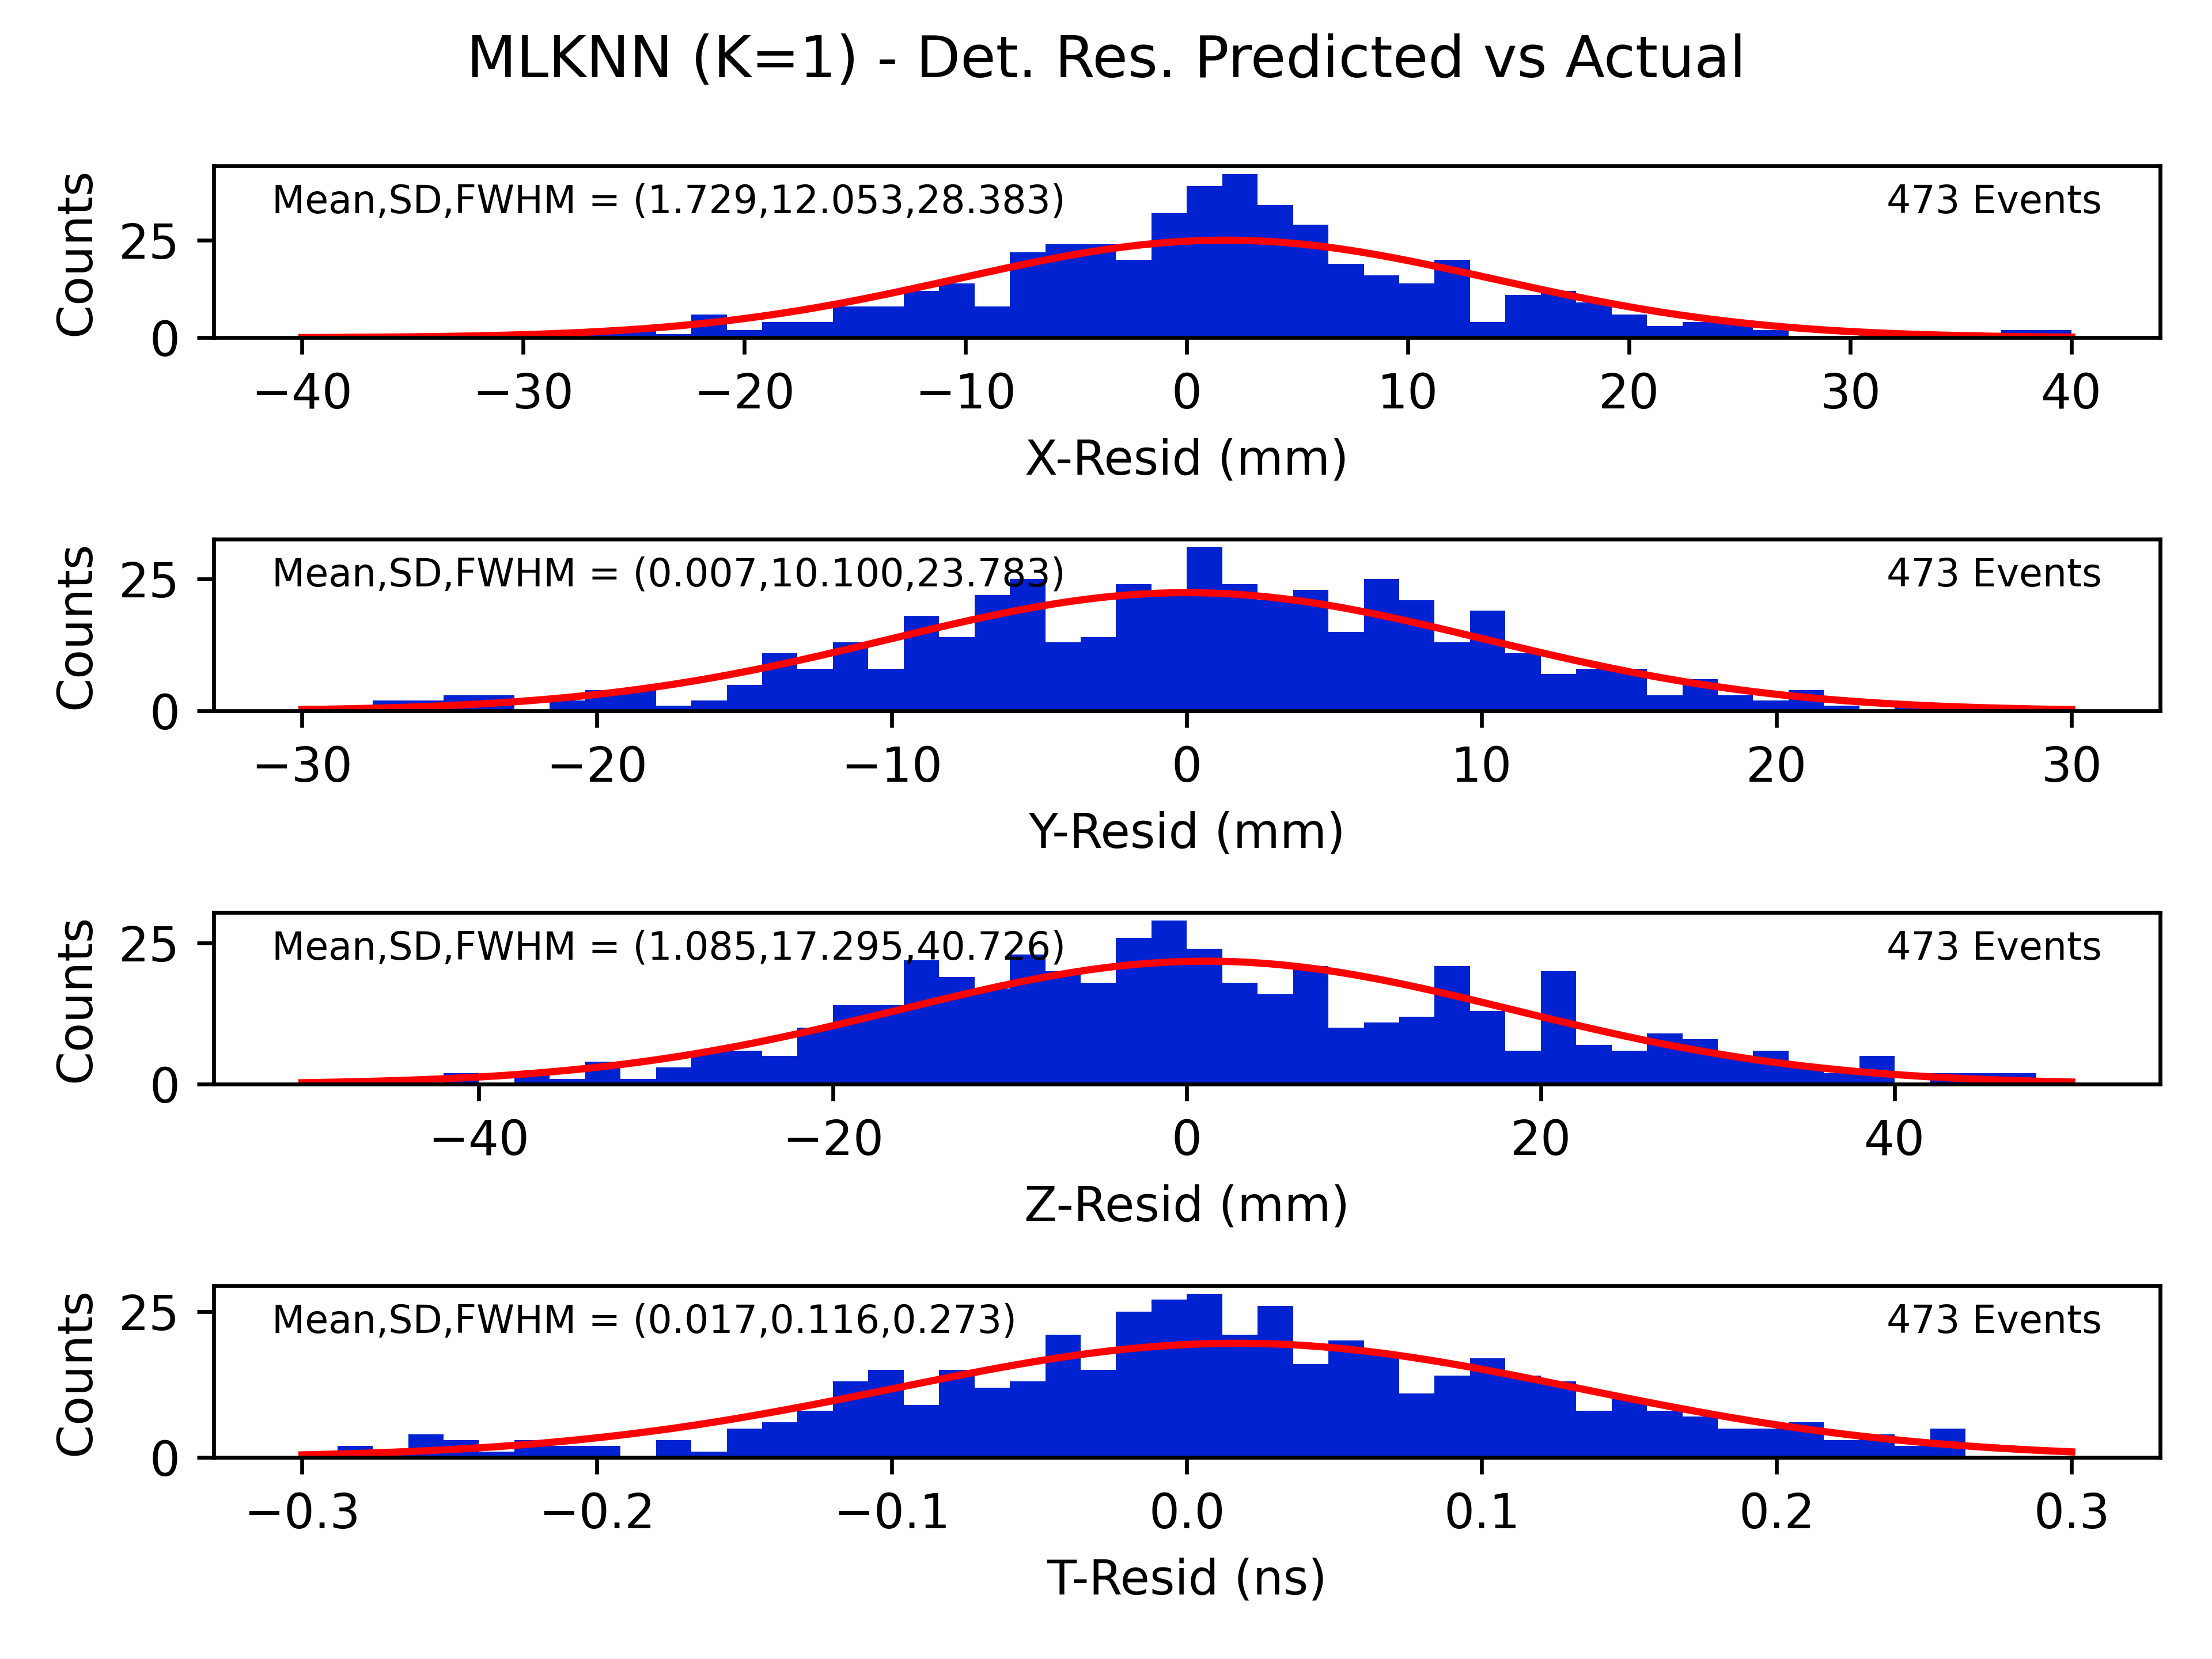 MLKNN (K=1) - Det. Res. Predicted vs Actual
Mean,SD,FWHM = (1.729,12.053,28.383)
473 Events
Counts
25
0
−40 −30 −20 −10 0 10 20 30 40
X-Resid (mm)
Mean,SD,FWHM = (0.007,10.100,23.783)
473 Events
Counts
25
0
−30 −20 −10 0 10 20 30
Y-Resid (mm)
Mean,SD,FWHM = (1.085,17.295,40.726)
473 Events
Counts
25
0
−40 −20 0 20 40
Z-Resid (mm)
Mean,SD,FWHM = (0.017,0.116,0.273)
473 Events
Counts
25
0
−0.3 −0.2 −0.1 0.0 0.1 0.2 0.3
T-Resid (ns)